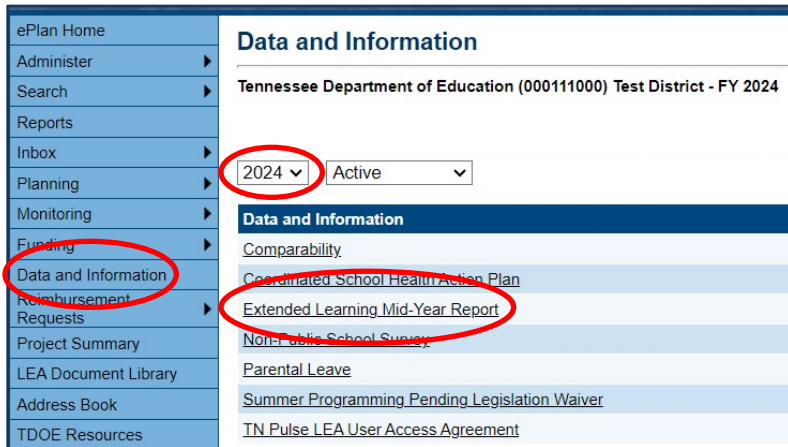 ePlan Home
Administer
Search
Reports
Inbox
Planning
Monitoring
Funding
Data and Information
Reimbursement
Requests
Project Summary
LEA Document Library
Address Book
TDOE Resources
Data and Information
Tennessee Department of Education (000111000) Test District - FY 2024
2024 Active
Data and Information
Comparability
Coordinated School Health Action Plan
Extended Learning Mid-Year Report
Non-Public School Survey
Parental Leave
Summer Programming Pending Legislation Waiver
TN Pulse LEA User Access Agreement